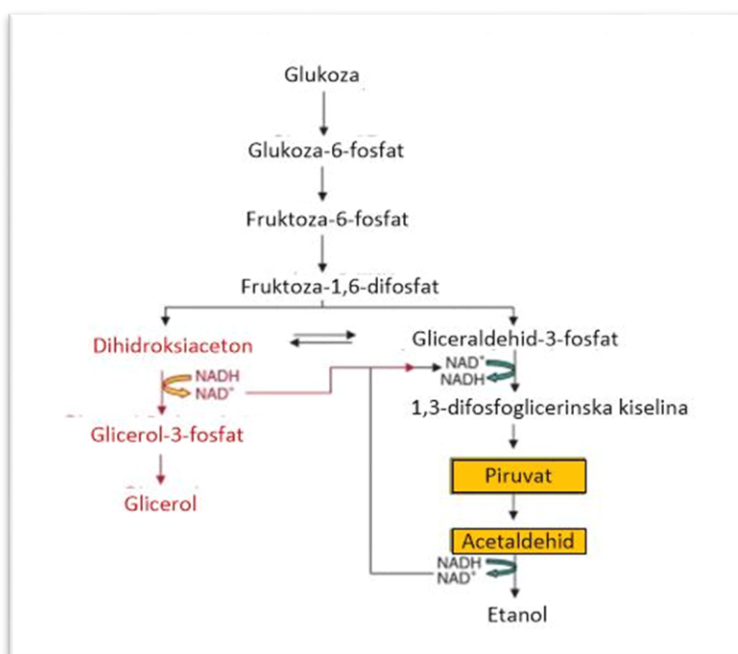 Glukoza
Glukoza-6-fosfat
Fruktoza-6-fosfat
Fruktoza-1,6-difosfat
Dihidroksiaceton
Gliceraldehid-3-fosfat
NADH
NAD⁺
NAD⁺
NADH
1,3-difosfoglicerinska kiselina
Glicerol-3-fosfat
Piruvat
Glicerol
Acetaldehid
NADH
NAD⁺
Etanol